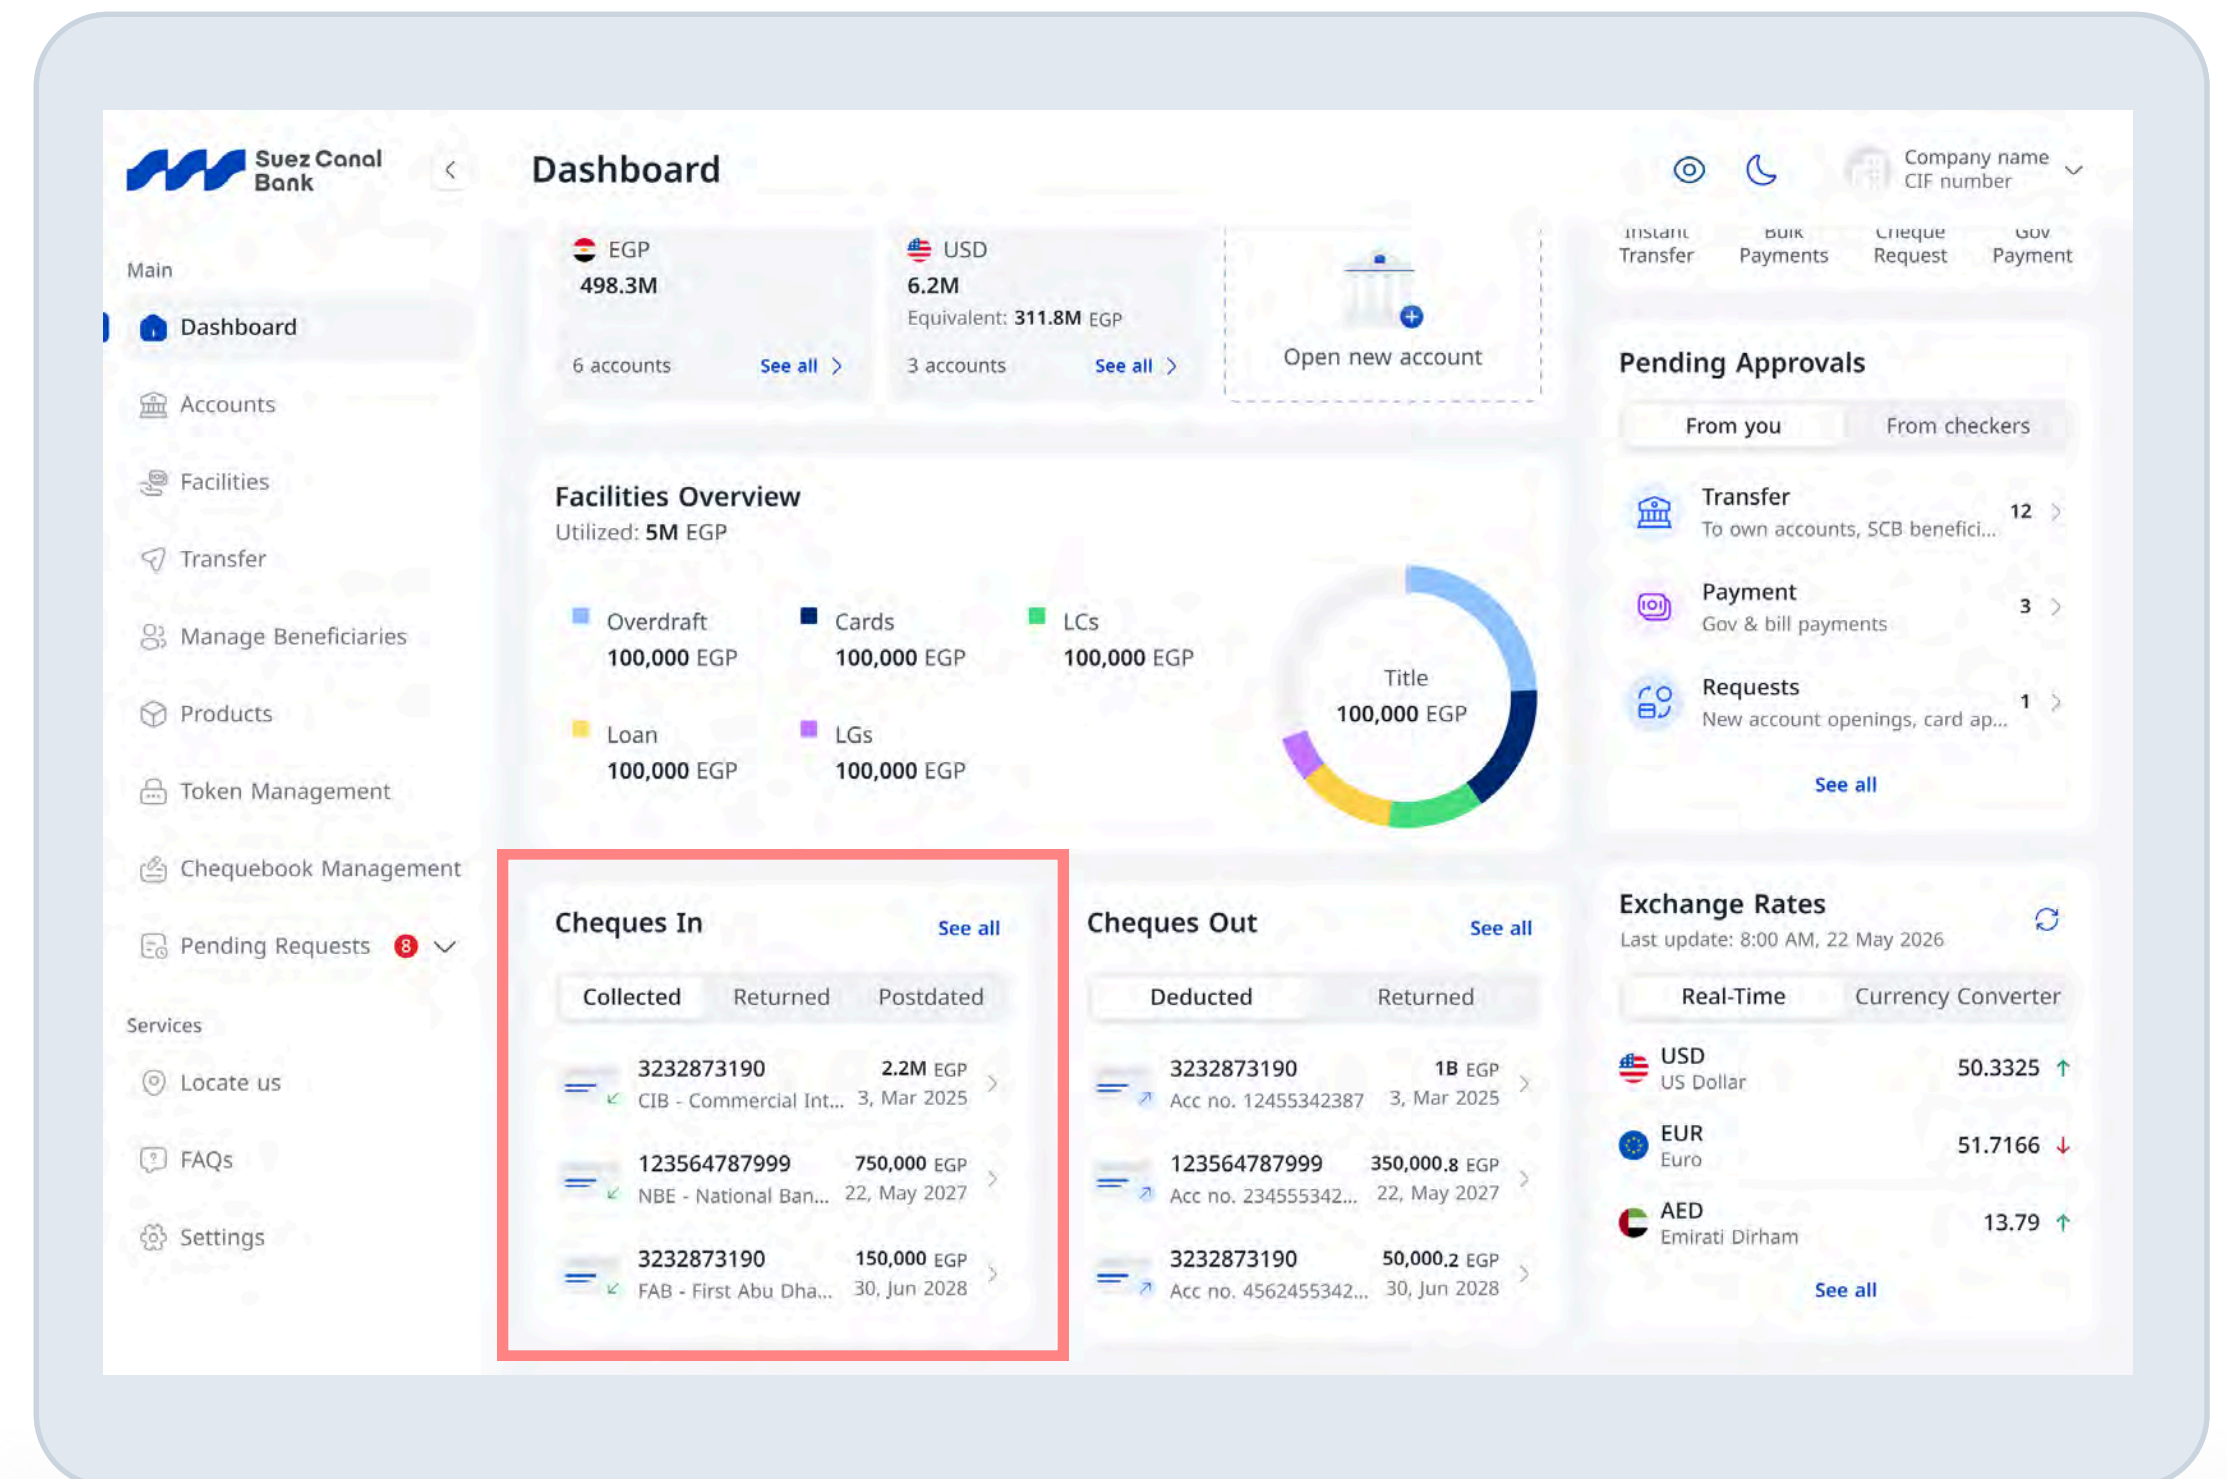 Suez Canal
Bank
Dashboard
Company name
CIF number
Main
Dashboard
Accounts
Facilities
Transfer
Manage Beneficiaries
Products
Token Management
Chequebook Management
Pending Requests 8
Services
Locate us
FAQs
Settings
EGP
498.3M
6 accounts See all
USD
6.2M
Equivalent: 311.8M EGP
3 accounts See all
Open new account
Instant Transfer
Bulk Payments
Cheque Request
Gov Payment
Facilities Overview
Utilized: 5M EGP
Overdraft
100,000 EGP
Cards
100,000 EGP
LCs
100,000 EGP
Loan
100,000 EGP
LGs
100,000 EGP
Title
100,000 EGP
Pending Approvals
From you From checkers
Transfer
To own accounts, SCB benefici...
12
Payment
Gov & bill payments
3
Requests
New account openings, card ap...
1
See all
Cheques In See all
Collected Returned Postdated
3232873190 2.2M EGP
CIB - Commercial Int... 3, Mar 2025
123564787999 750,000 EGP
NBE - National Ban... 22, May 2027
3232873190 150,000 EGP
FAB - First Abu Dha... 30, Jun 2028
Cheques Out See all
Deducted Returned
3232873190 1B EGP
Acc no. 12455342387 3, Mar 2025
123564787999 350,000.8 EGP
Acc no. 234555342... 22, May 2027
3232873190 50,000.2 EGP
Acc no. 4562455342... 30, Jun 2028
Exchange Rates
Last update: 8:00 AM, 22 May 2026
Real-Time Currency Converter
USD
US Dollar
50.3325
EUR
Euro
51.7166
AED
Emirati Dirham
13.79
See all